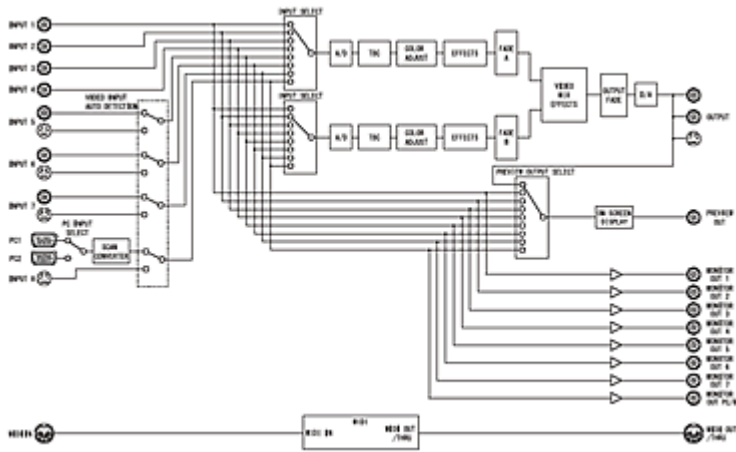 INPUT 1
INPUT 2
INPUT 3
INPUT 4
VIDEO INPUT
AUTO DETECTION
INPUT 5
INPUT 6
INPUT 7
PC INPUT
SELECT
PC1
PC2
SCAN
CONVERTER
INPUT 8
INPUT SELECT
A/D
TBC
COLOR
ADJUST
EFFECTS
FADE
A
INPUT SELECT
A/D
TBC
COLOR
ADJUST
EFFECTS
FADE
B
VIDEO
MIX
EFFECTS
OUTPUT
FADE
D/A
OUTPUT
PREVIEW OUTPUT SELECT
ON SCREEN
DISPLAY
PREVIEW
OUT
MONITOR
OUT 1
MONITOR
OUT 2
MONITOR
OUT 3
MONITOR
OUT 4
MONITOR
OUT 5
MONITOR
OUT 6
MONITOR
OUT 7
MONITOR
OUT PC/8
MIDI IN
MIDI
MIDI IN
MIDI OUT
/THRU
MIDI OUT
/THRU